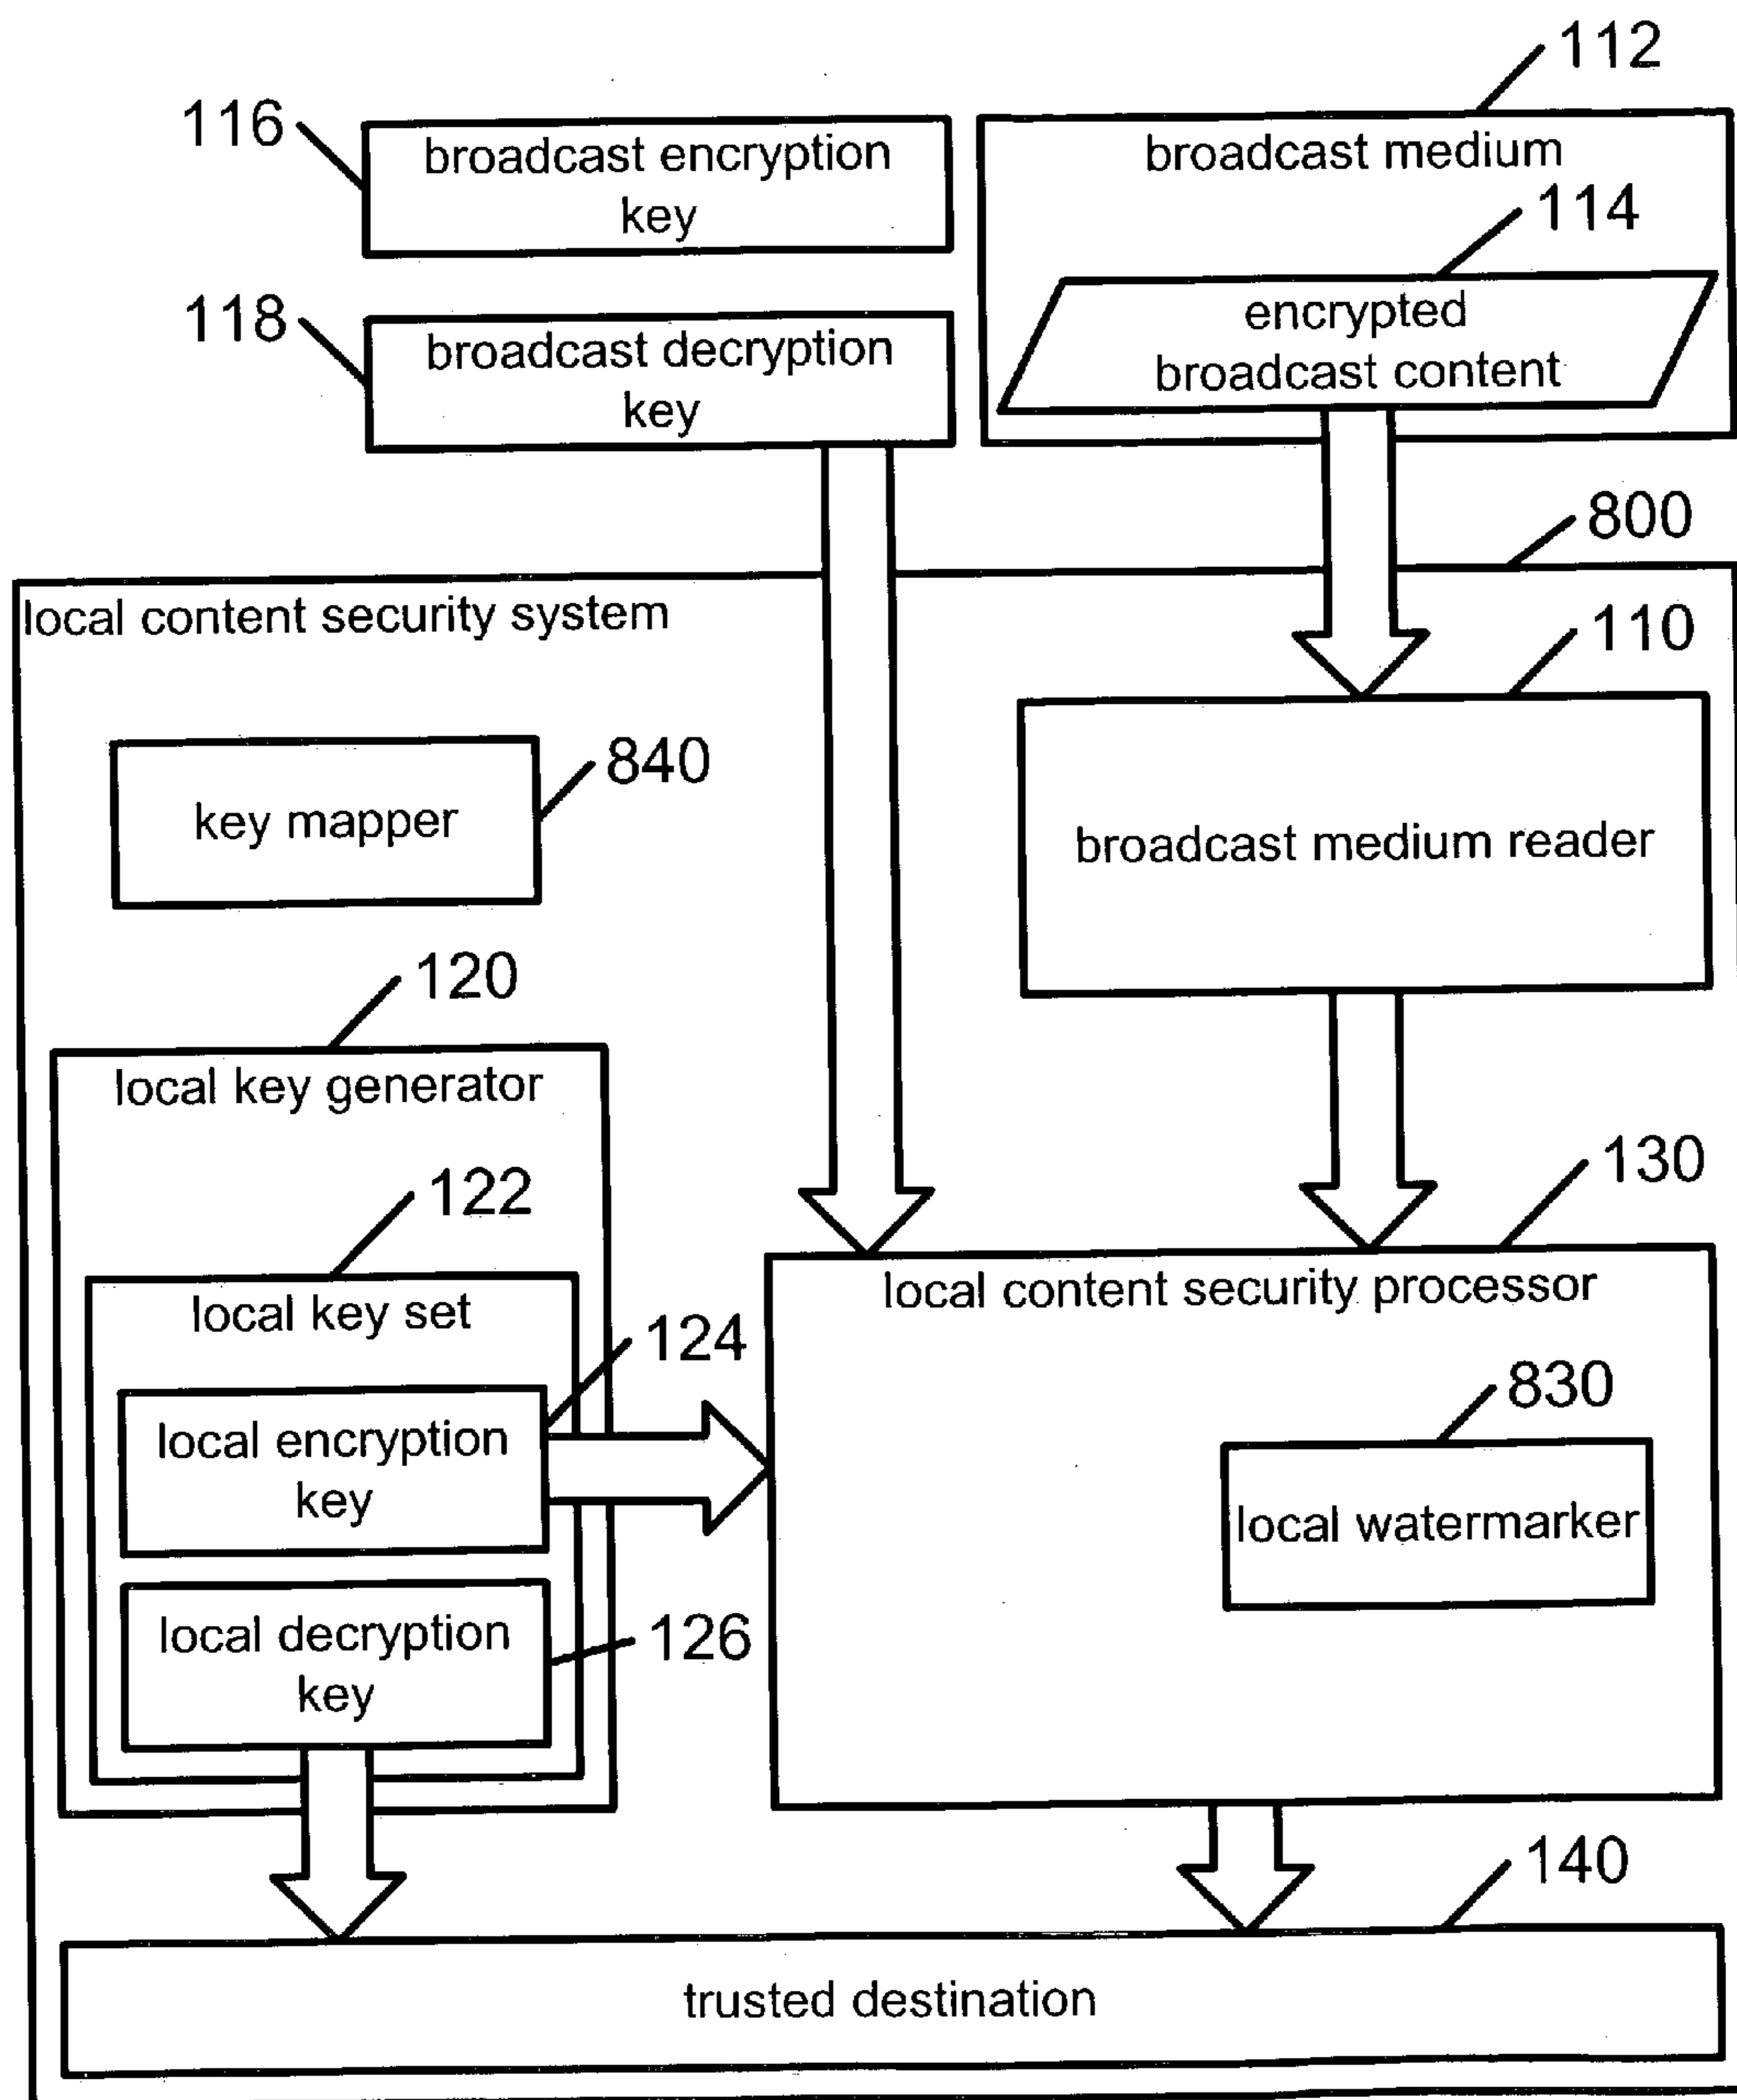 112
116
broadcast encryption
key
broadcast medium
114
118
broadcast decryption
key
encrypted
broadcast content
800
local content security system
110
840
key mapper
broadcast medium reader
120
local key generator
122
130
local key set
local content security processor
124
830
local encryption
key
local watermarker
local decryption
key
126
140
trusted destination